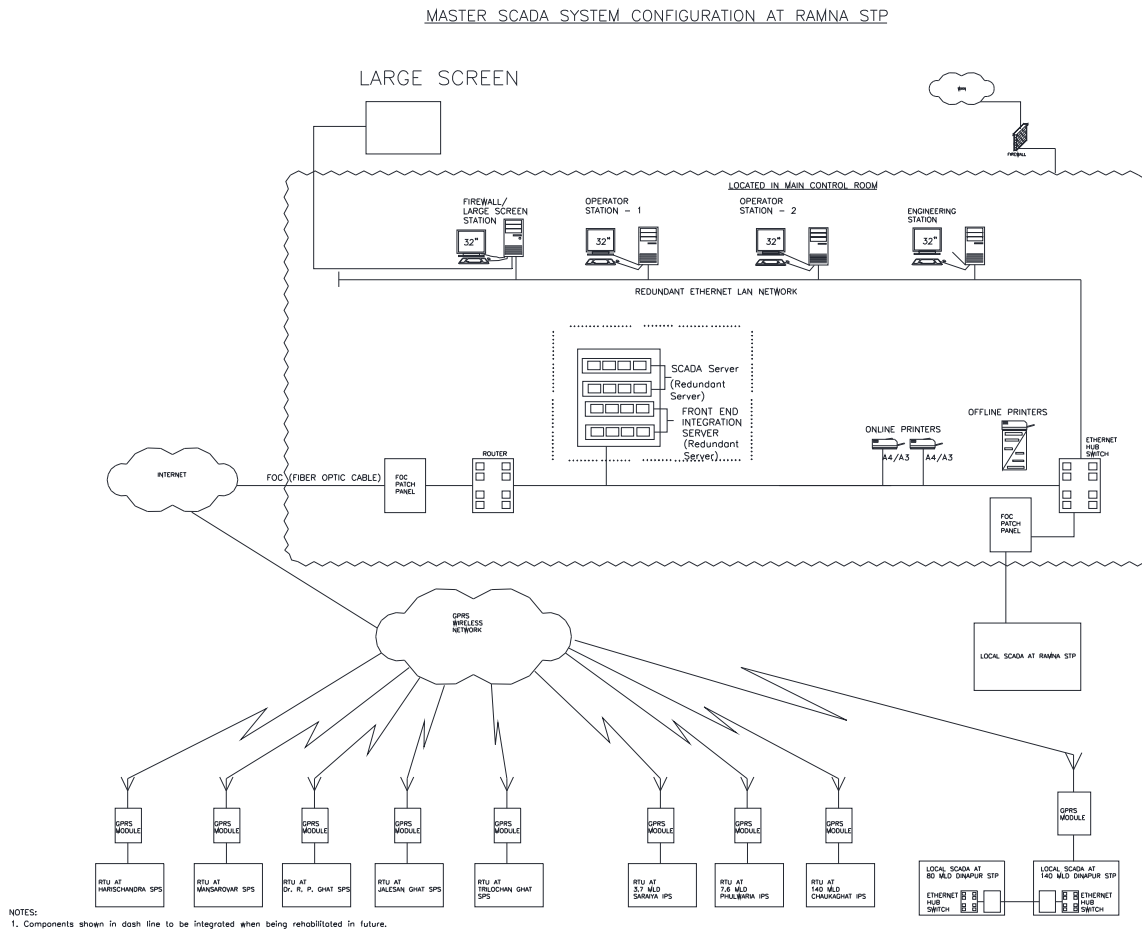 MASTER SCADA SYSTEM CONFIGURATION AT RAMNA STP
LARGE SCREEN
FIREWALL
LOCATED IN MAIN CONTROL ROOM
FIREWALL/
LARGE SCREEN
STATION
32"
OPERATOR
STATION - 1
32"
OPERATOR
STATION - 2
32"
ENGINEERING
STATION
32"
REDUNDANT ETHERNET LAN NETWORK
SCADA Server
(Redundant
Server)
FRONT END
INTEGRATION
SERVER
(Redundant
Server)
ONLINE PRINTERS
A4/A3
A4/A3
OFFLINE PRINTERS
ETHERNET
HUB
SWITCH
INTERNET
FOC (FIBER OPTIC CABLE)
FOC
PATCH
PANEL
ROUTER
FOC
PATCH
PANEL
GPRS
WIRELESS
NETWORK
LOCAL SCADA AT RAMNA STP
GPRS
MODULE
GPRS
MODULE
GPRS
MODULE
GPRS
MODULE
GPRS
MODULE
GPRS
MODULE
GPRS
MODULE
GPRS
MODULE
GPRS
MODULE
RTU AT
HARISCHANDRA SPS
RTU AT
MANSAROVAR SPS
RTU AT
Dr. R. P. GHAT SPS
RTU AT
JALESAN GHAT SPS
RTU AT
TRILOCHAN GHAT
SPS
RTU AT
3.7 MLD
SARAIYA IPS
RTU AT
7.6 MLD
PHULWARIA IPS
RTU AT
140 MLD
CHAUKAGHAT IPS
LOCAL SCADA AT
80 MLD DINAPUR STP
ETHERNET
HUB
SWITCH
LOCAL SCADA AT
140 MLD DINAPUR STP
ETHERNET
HUB
SWITCH
NOTES:
1. Components shown in dash line to be integrated when being rehabilitated in future.